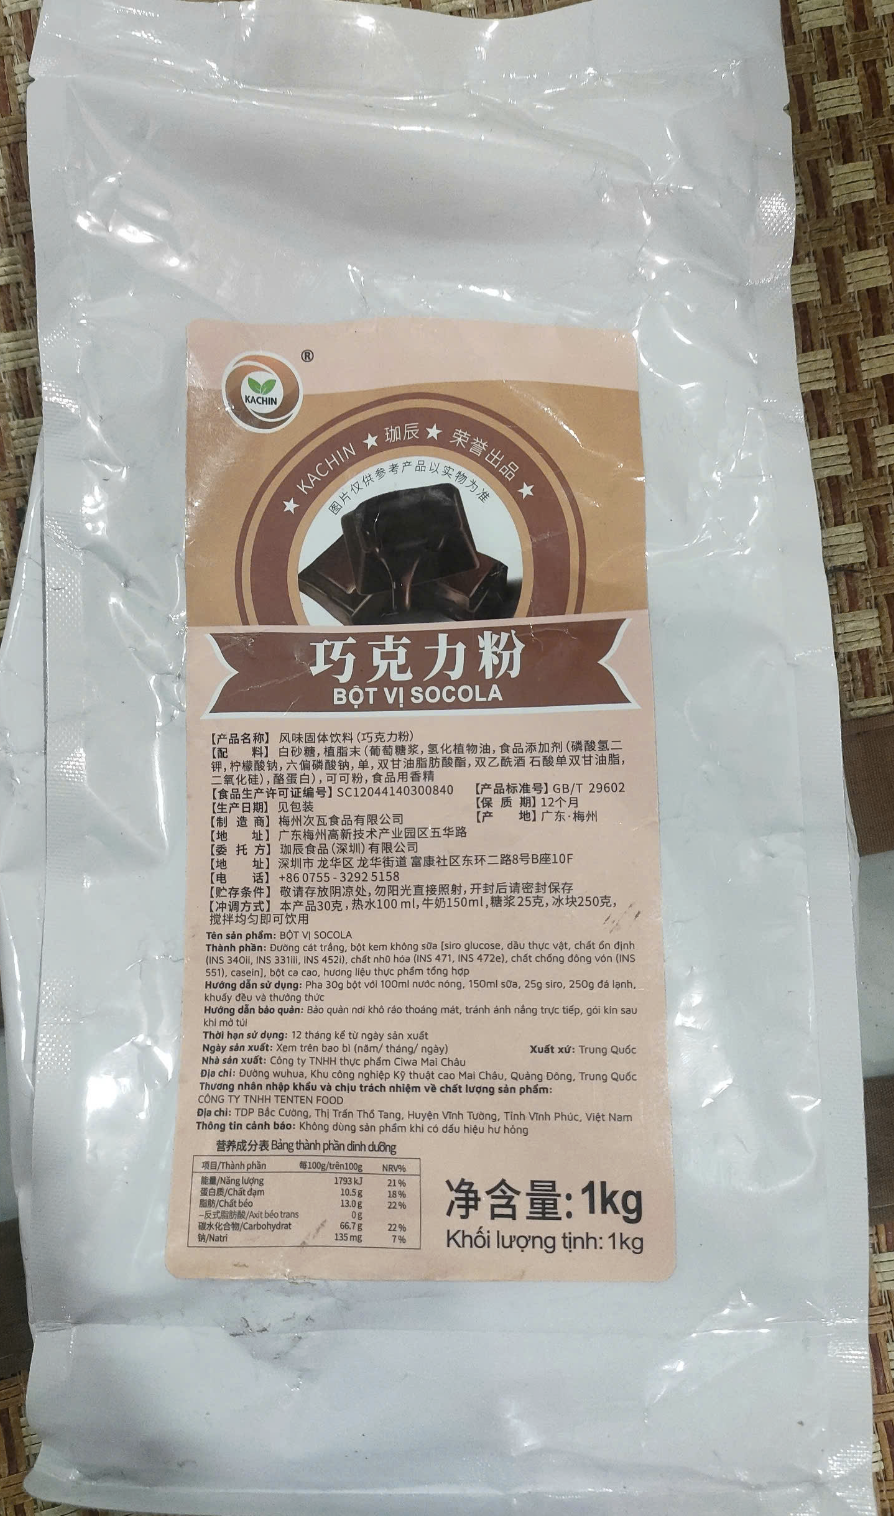 ®
KACHIN
★ KACHIN ★ 珈辰 ★ 荣誉出品 ★
图片仅供参考产品以实物为准
巧克力粉
BỘT VỊ SOCOLA
【产品名称】风味固体饮料(巧克力粉)
【配 料】白砂糖,植脂末(葡萄糖浆,氢化植物油,食品添加剂(磷酸氢二
钾,柠檬酸钠,六偏磷酸钠,单,双甘油脂肪酸酯,双乙酰酒石酸单双甘油脂,
二氧化硅),酪蛋白),可可粉,食品用香精
【食品生产许可证编号】SC12044140300840 【产品标准号】GB/T 29602
【生产日期】见包装 【保 质 期】12个月
【制 造 商】梅州次瓦食品有限公司 【产 地】广东·梅州
【地 址】广东梅州高新技术产业园区五华路
【委 托 方】珈辰食品(深圳)有限公司
【地 址】深圳市龙华区龙华街道富康社区东环二路8号B座10F
【电 话】+86 0755-32925158
【贮存条件】敬请存放阴凉处,勿阳光直接照射,开封后请密封保存
【冲调方式】本产品30克,热水100 ml,牛奶150ml,糖浆25克,冰块250克,
搅拌均匀即可饮用
Tên sản phẩm: BỘT VỊ SOCOLA
Thành phần: Đường cát trắng, bột kem không sữa [siro glucose, dầu thực vật, chất ổn định
(INS 340ii, INS 331iii, INS 452i), chất nhũ hóa (INS 471, INS 472e), chất chống đông vón (INS
551), casein], bột ca cao, hương liệu thực phẩm tổng hợp
Hướng dẫn sử dụng: Pha 30g bột với 100ml nước nóng, 150ml sữa, 25g siro, 250g đá lạnh,
khuấy đều và thưởng thức
Hướng dẫn bảo quản: Bảo quản nơi khô ráo thoáng mát, tránh ánh nắng trực tiếp, gói kín sau
khi mở túi
Thời hạn sử dụng: 12 tháng kể từ ngày sản xuất
Ngày sản xuất: Xem trên bao bì (năm/ tháng/ ngày) Xuất xứ: Trung Quốc
Nhà sản xuất: Công ty TNHH thực phẩm Ciwa Mai Châu
Địa chỉ: Đường wuhua, Khu công nghiệp Kỹ thuật cao Mai Châu, Quảng Đông, Trung Quốc
Thương nhân nhập khẩu và chịu trách nhiệm về chất lượng sản phẩm:
CÔNG TY TNHH TENTEN FOOD
Địa chỉ: TDP Bắc Cường, Thị Trấn Thổ Tang, Huyện Vĩnh Tường, Tỉnh Vĩnh Phúc, Việt Nam
Thông tin cảnh báo: Không dùng sản phẩm khi có dấu hiệu hư hỏng
营养成分表 Bảng thành phần dinh dưỡng
项目/Thành phần 每100g/trên100g NRV%
能量/Năng lượng 1793 kJ 21%
蛋白质/Chất đạm 10.5 g 18%
脂肪/Chất béo 13.0 g 22%
–反式脂肪酸/Axit béo trans 0 g
碳水化合物/Carbohydrat 66.7 g 22%
钠/Natri 135 mg 7%
净含量: 1kg
Khối lượng tịnh: 1kg